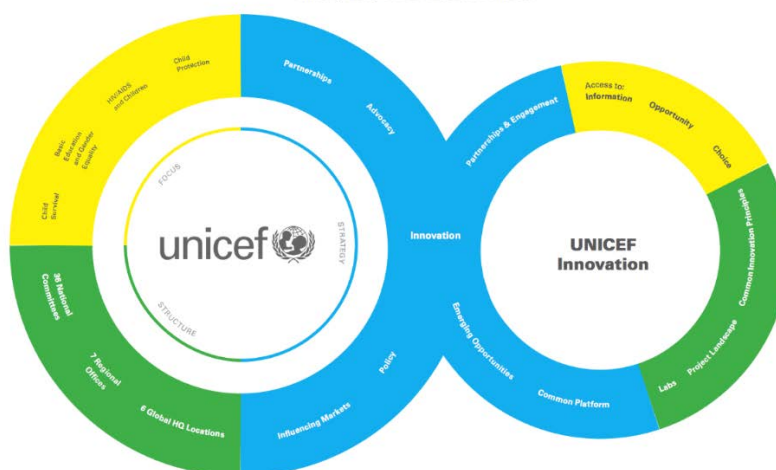 Child
Protection
HIV/AIDS
and Children
Basic
Education
and Gender
Equality
Child
Survival
Partnerships
Advocacy
Innovation
Policy
Influencing Markets
36 National
Committees
7 Regional
Offices
6 Global HQ Locations
FOCUS
STRATEGY
STRUCTURE
unicef
Partnerships & Engagement
Access to:
Information
Opportunity
Choice
Common Innovation Principles
Project Landscape
Labs
Common Platform
Emerging Opportunities
UNICEF
Innovation